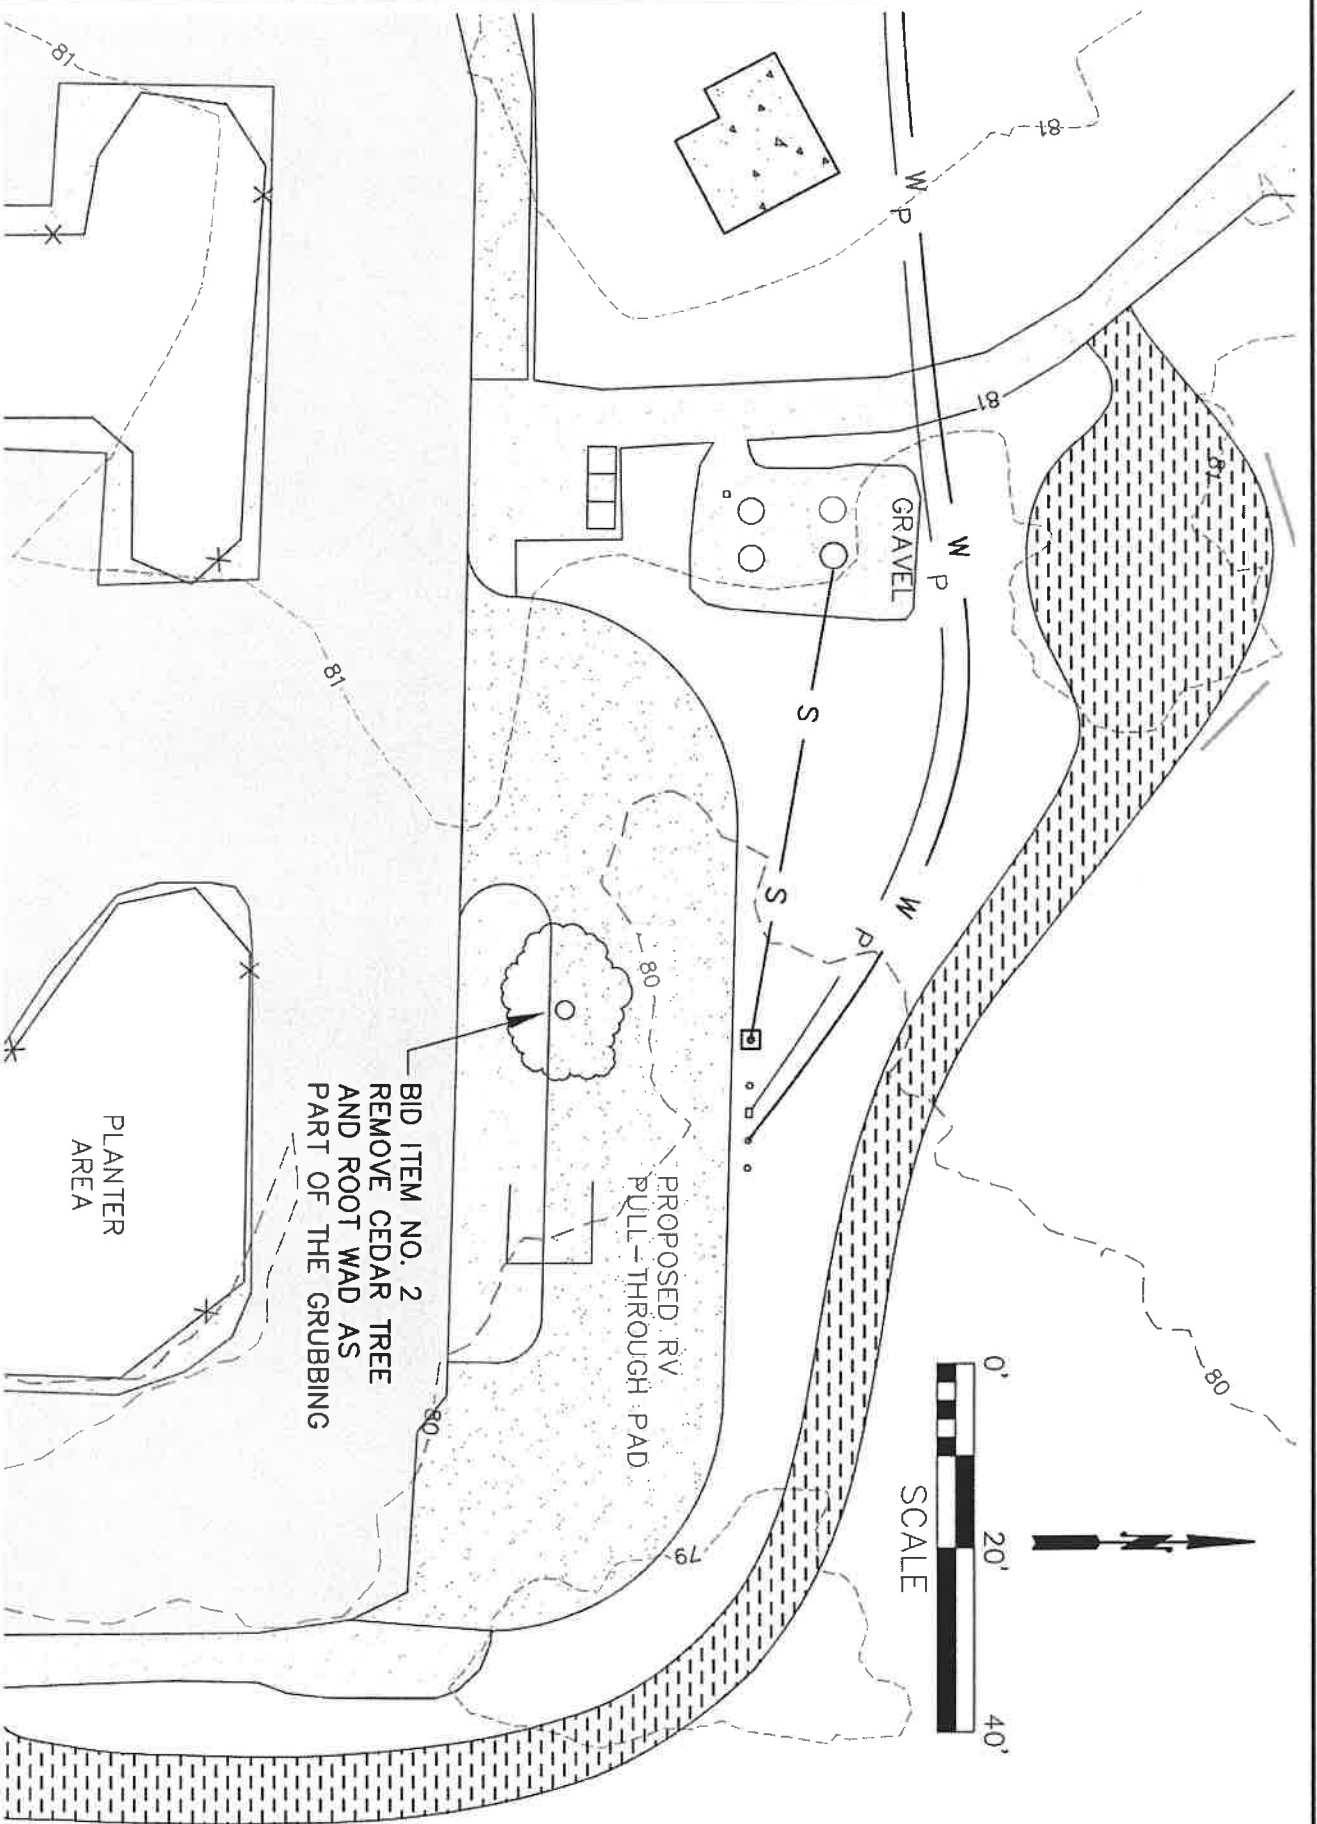 81
81
W
P
81
81
GRAVEL
W
P
81
S
W
P
S
80
BID ITEM NO. 2
REMOVE CEDAR TREE
AND ROOT WAD AS
PART OF THE GRUBBING
PLANTER
AREA
PROPOSED RV
PULL-THROUGH PAD
80
80
79
0'
20'
40'
SCALE